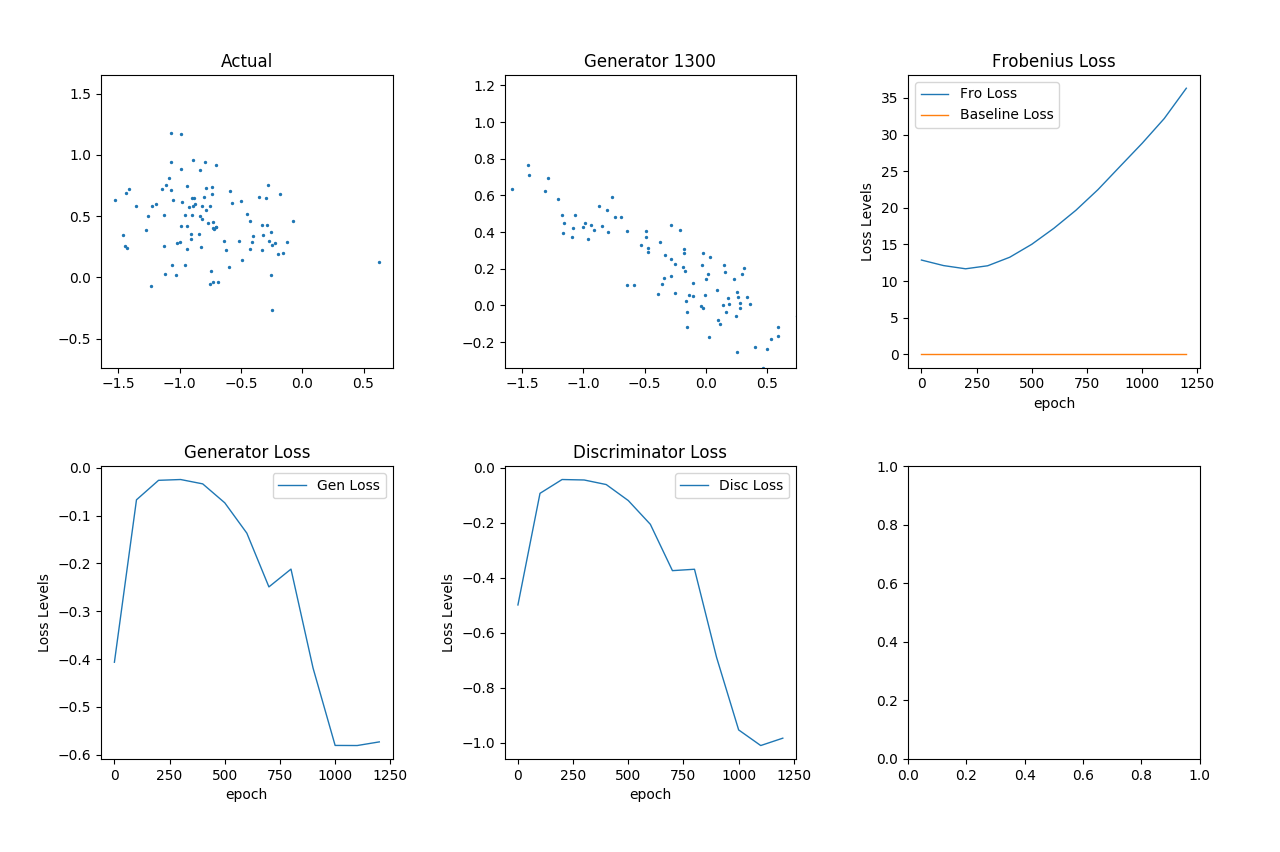 Actual
1.5
1.0
0.5
0.0
−0.5
−1.5 −1.0 −0.5 0.0 0.5
Generator 1300
1.2
1.0
0.8
0.6
0.4
0.2
0.0
−0.2
−1.5 −1.0 −0.5 0.0 0.5
Frobenius Loss
Fro Loss
Baseline Loss
Loss Levels
35
30
25
20
15
10
5
0
0 250 500 750 1000 1250
epoch
Generator Loss
Gen Loss
Loss Levels
0.0
−0.1
−0.2
−0.3
−0.4
−0.5
−0.6
0 250 500 750 1000 1250
epoch
Discriminator Loss
Disc Loss
Loss Levels
0.0
−0.2
−0.4
−0.6
−0.8
−1.0
0 250 500 750 1000 1250
epoch
1.0
0.8
0.6
0.4
0.2
0.0
0.0 0.2 0.4 0.6 0.8 1.0